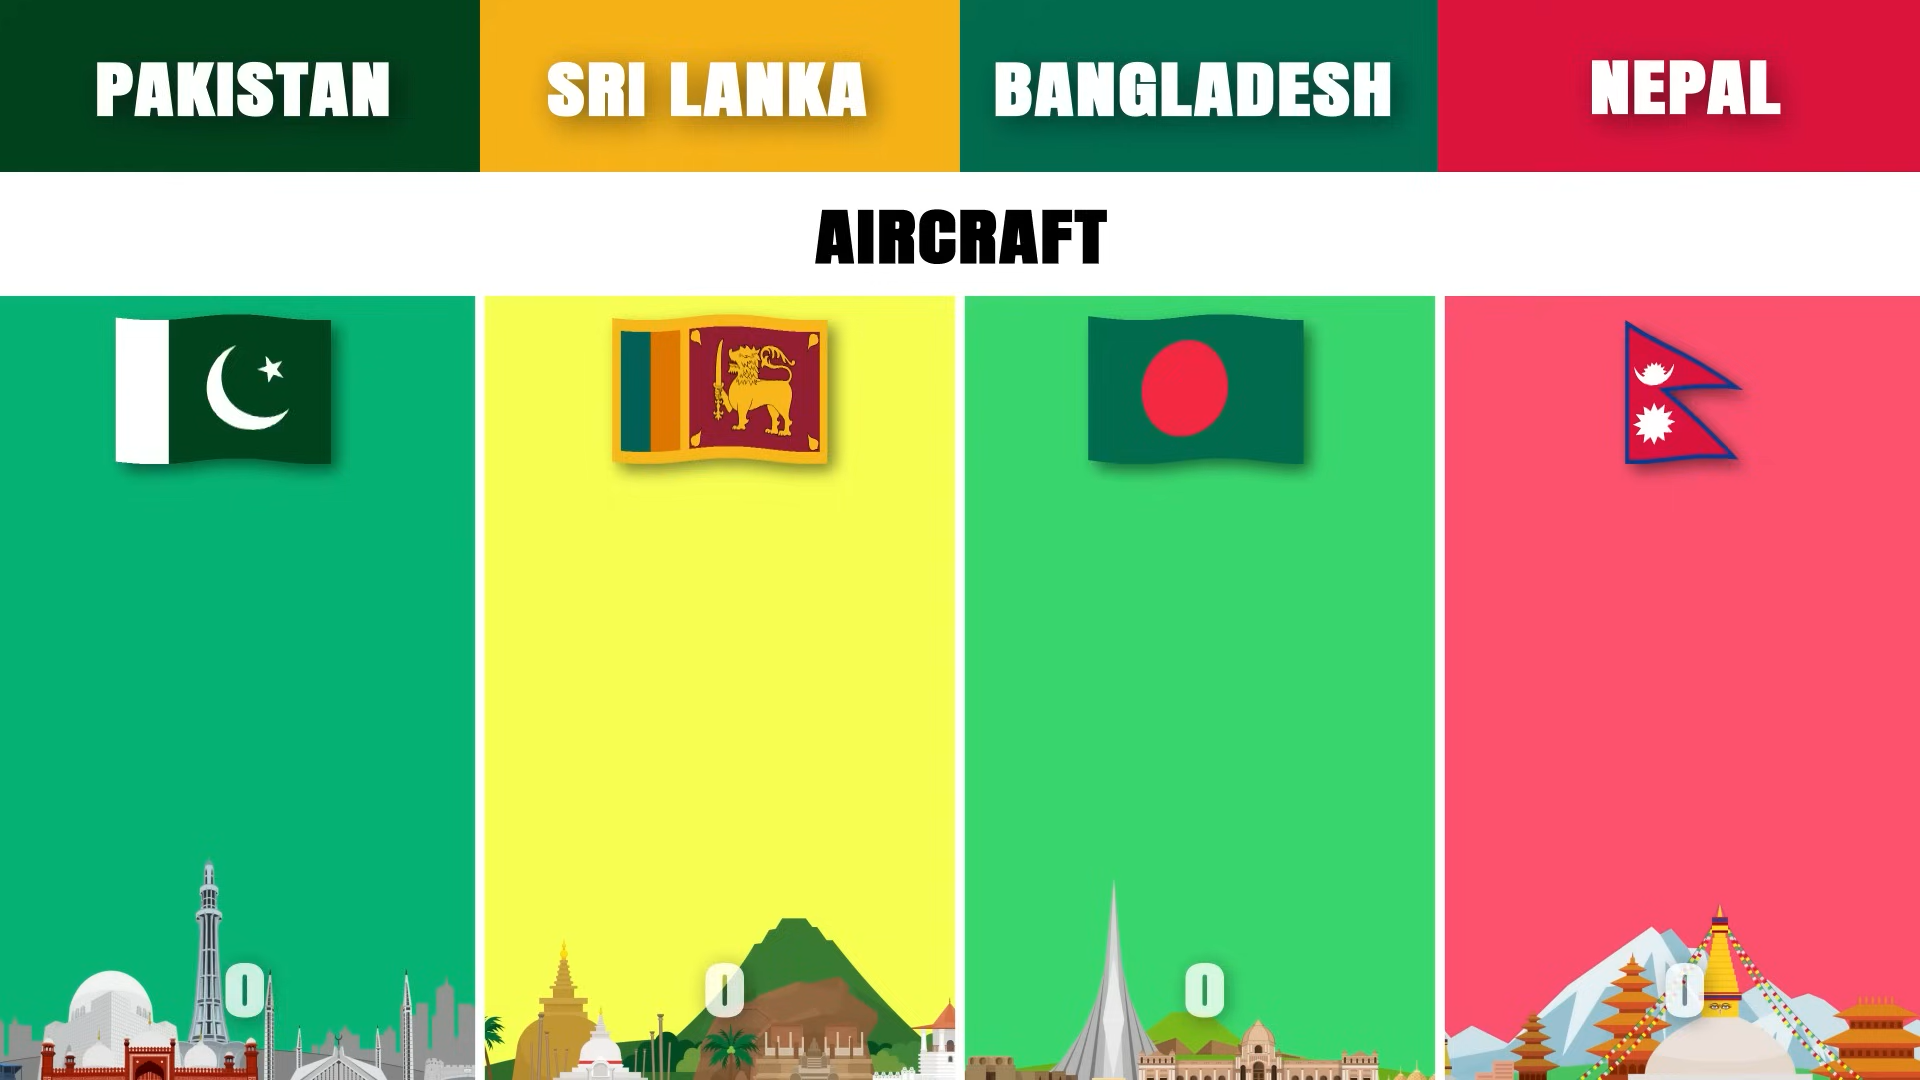 PAKISTAN
SRI LANKA
BANGLADESH
NEPAL
AIRCRAFT
0
0
0
0